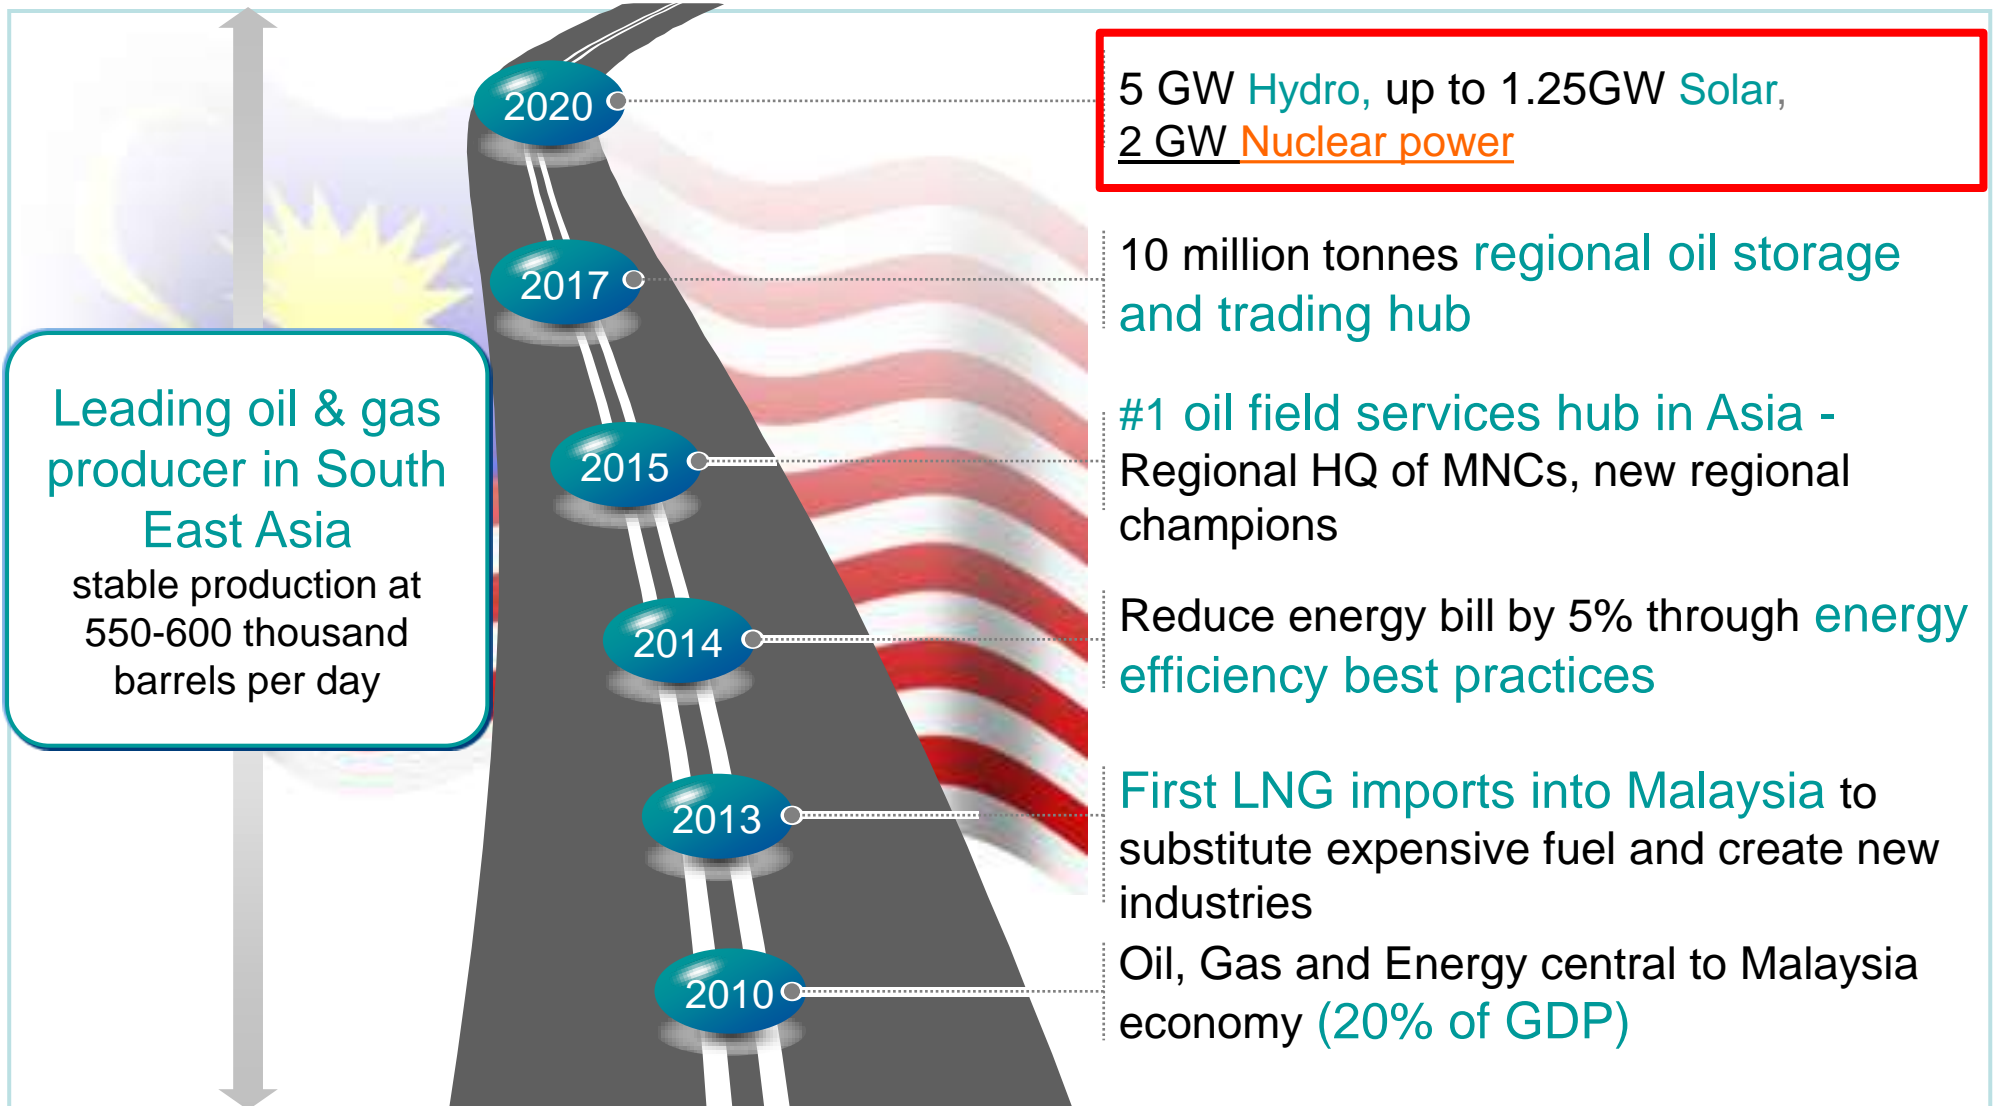 2020
5 GW Hydro, up to 1.25GW Solar,
2 GW Nuclear power
2017
10 million tonnes regional oil storage
and trading hub
Leading oil & gas
producer in South
East Asia
stable production at
550-600 thousand
barrels per day
2015
#1 oil field services hub in Asia -
Regional HQ of MNCs, new regional
champions
2014
Reduce energy bill by 5% through energy
efficiency best practices
2013
First LNG imports into Malaysia to
substitute expensive fuel and create new
industries
2010
Oil, Gas and Energy central to Malaysia
economy (20% of GDP)